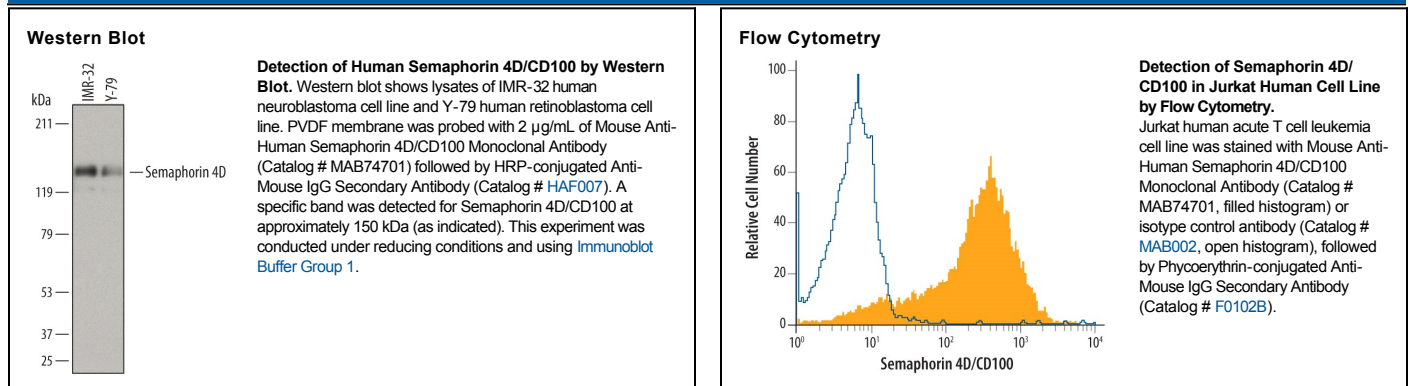 Western Blot
IMR-32
Y-79
kDa
211
119
79
53
37
25
Semaphorin 4D
Detection of Human Semaphorin 4D/CD100 by Western
Blot. Western blot shows lysates of IMR-32 human
neuroblastoma cell line and Y-79 human retinoblastoma cell
line. PVDF membrane was probed with 2 µg/mL of Mouse Anti-
Human Semaphorin 4D/CD100 Monoclonal Antibody
(Catalog # MAB74701) followed by HRP-conjugated Anti-
Mouse IgG Secondary Antibody (Catalog # HAF007). A
specific band was detected for Semaphorin 4D/CD100 at
approximately 150 kDa (as indicated). This experiment was
conducted under reducing conditions and using Immunoblot
Buffer Group 1.
Flow Cytometry
Relative Cell Number
100
80
60
40
20
0
10⁰ 10¹ 10² 10³ 10⁴
Semaphorin 4D/CD100
Detection of Semaphorin 4D/
CD100 in Jurkat Human Cell Line
by Flow Cytometry.
Jurkat human acute T cell leukemia
cell line was stained with Mouse Anti-
Human Semaphorin 4D/CD100
Monoclonal Antibody (Catalog #
MAB74701, filled histogram) or
isotype control antibody (Catalog #
MAB002, open histogram), followed
by Phycoerythrin-conjugated Anti-
Mouse IgG Secondary Antibody
(Catalog # F0102B).